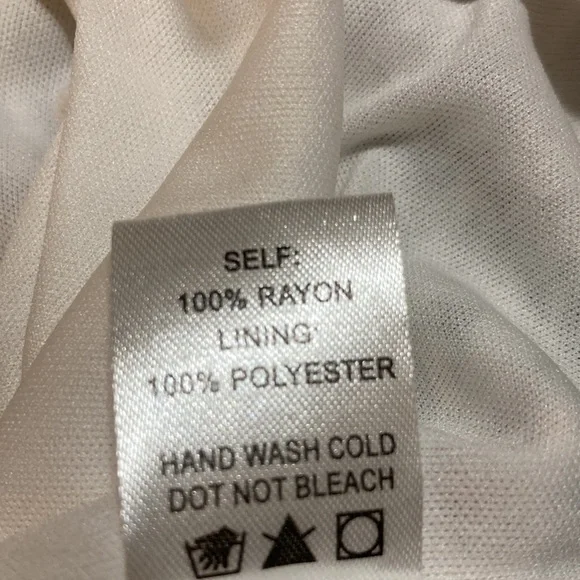 SELF:
100% RAYON
LINING
100% POLYESTER
HAND WASH COLD
DOT NOT BLEACH